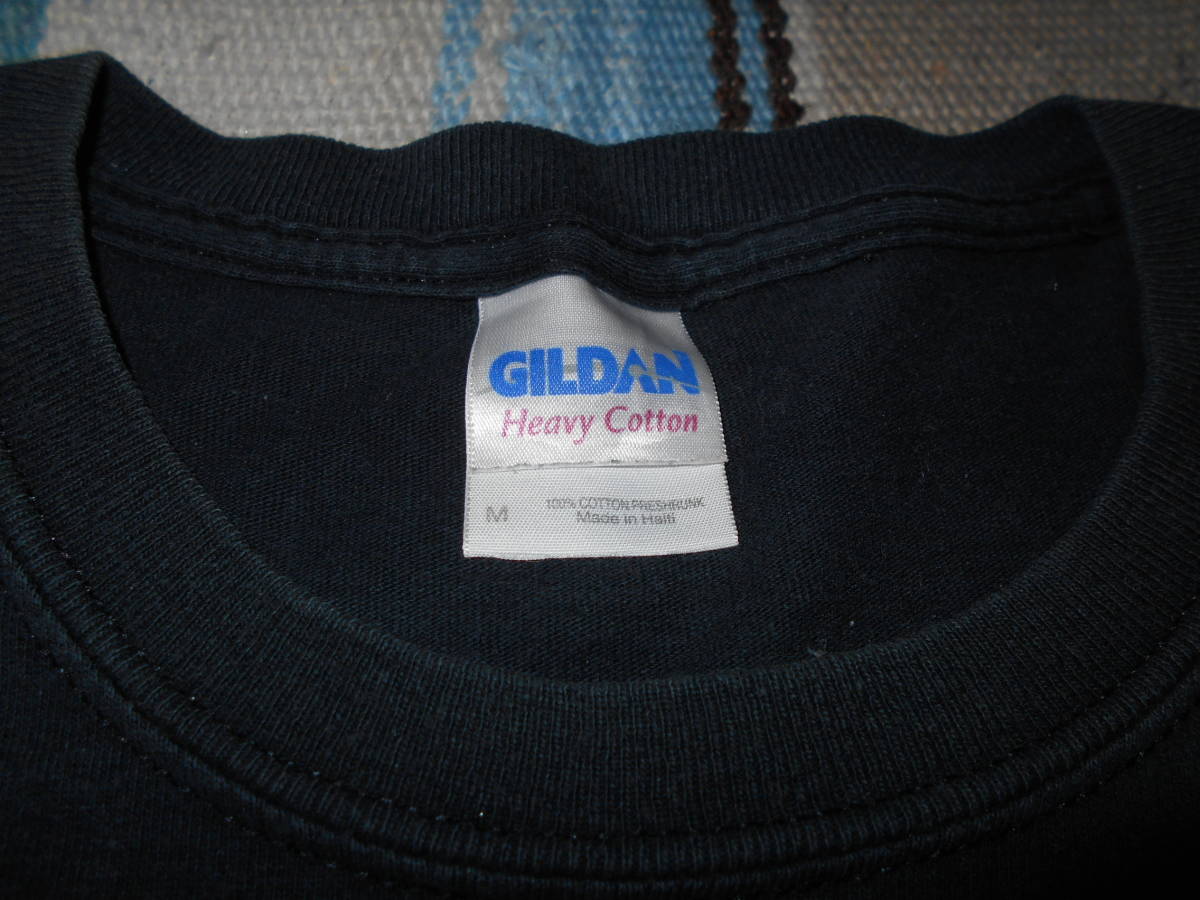 GILDAN
Heavy Cotton
M
100% COTTON PRESHRUNK
Made in Haiti